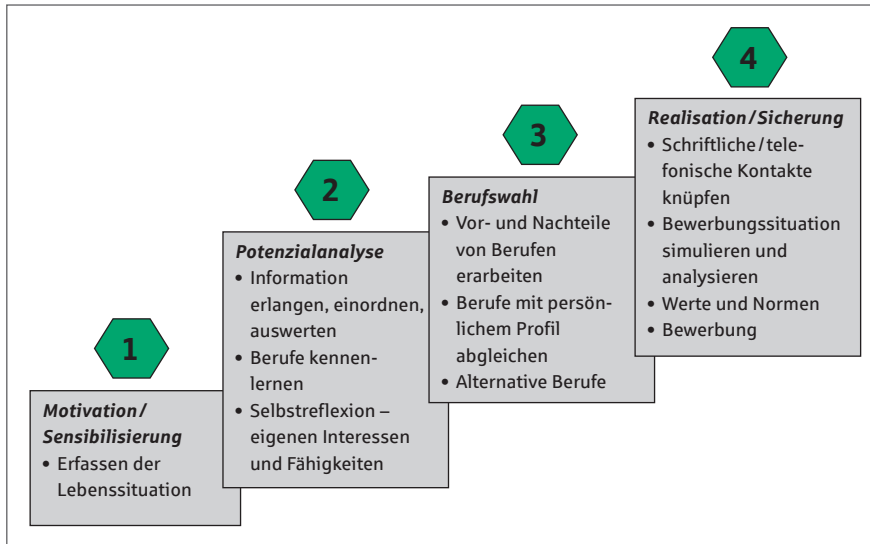 1
Motivation/
Sensibilisierung
• Erfassen der
Lebenssituation
2
Potenzialanalyse
• Information
erlangen, einordnen,
auswerten
• Berufe kennen-
lernen
• Selbstreflexion –
eigenen Interessen
und Fähigkeiten
3
Berufswahl
• Vor- und Nachteile
von Berufen
erarbeiten
• Berufe mit persön-
lichem Profil
abgleichen
• Alternative Berufe
4
Realisation/Sicherung
• Schriftliche/tele-
fonische Kontakte
knüpfen
• Bewerbungssituation
simulieren und
analysieren
• Werte und Normen
• Bewerbung